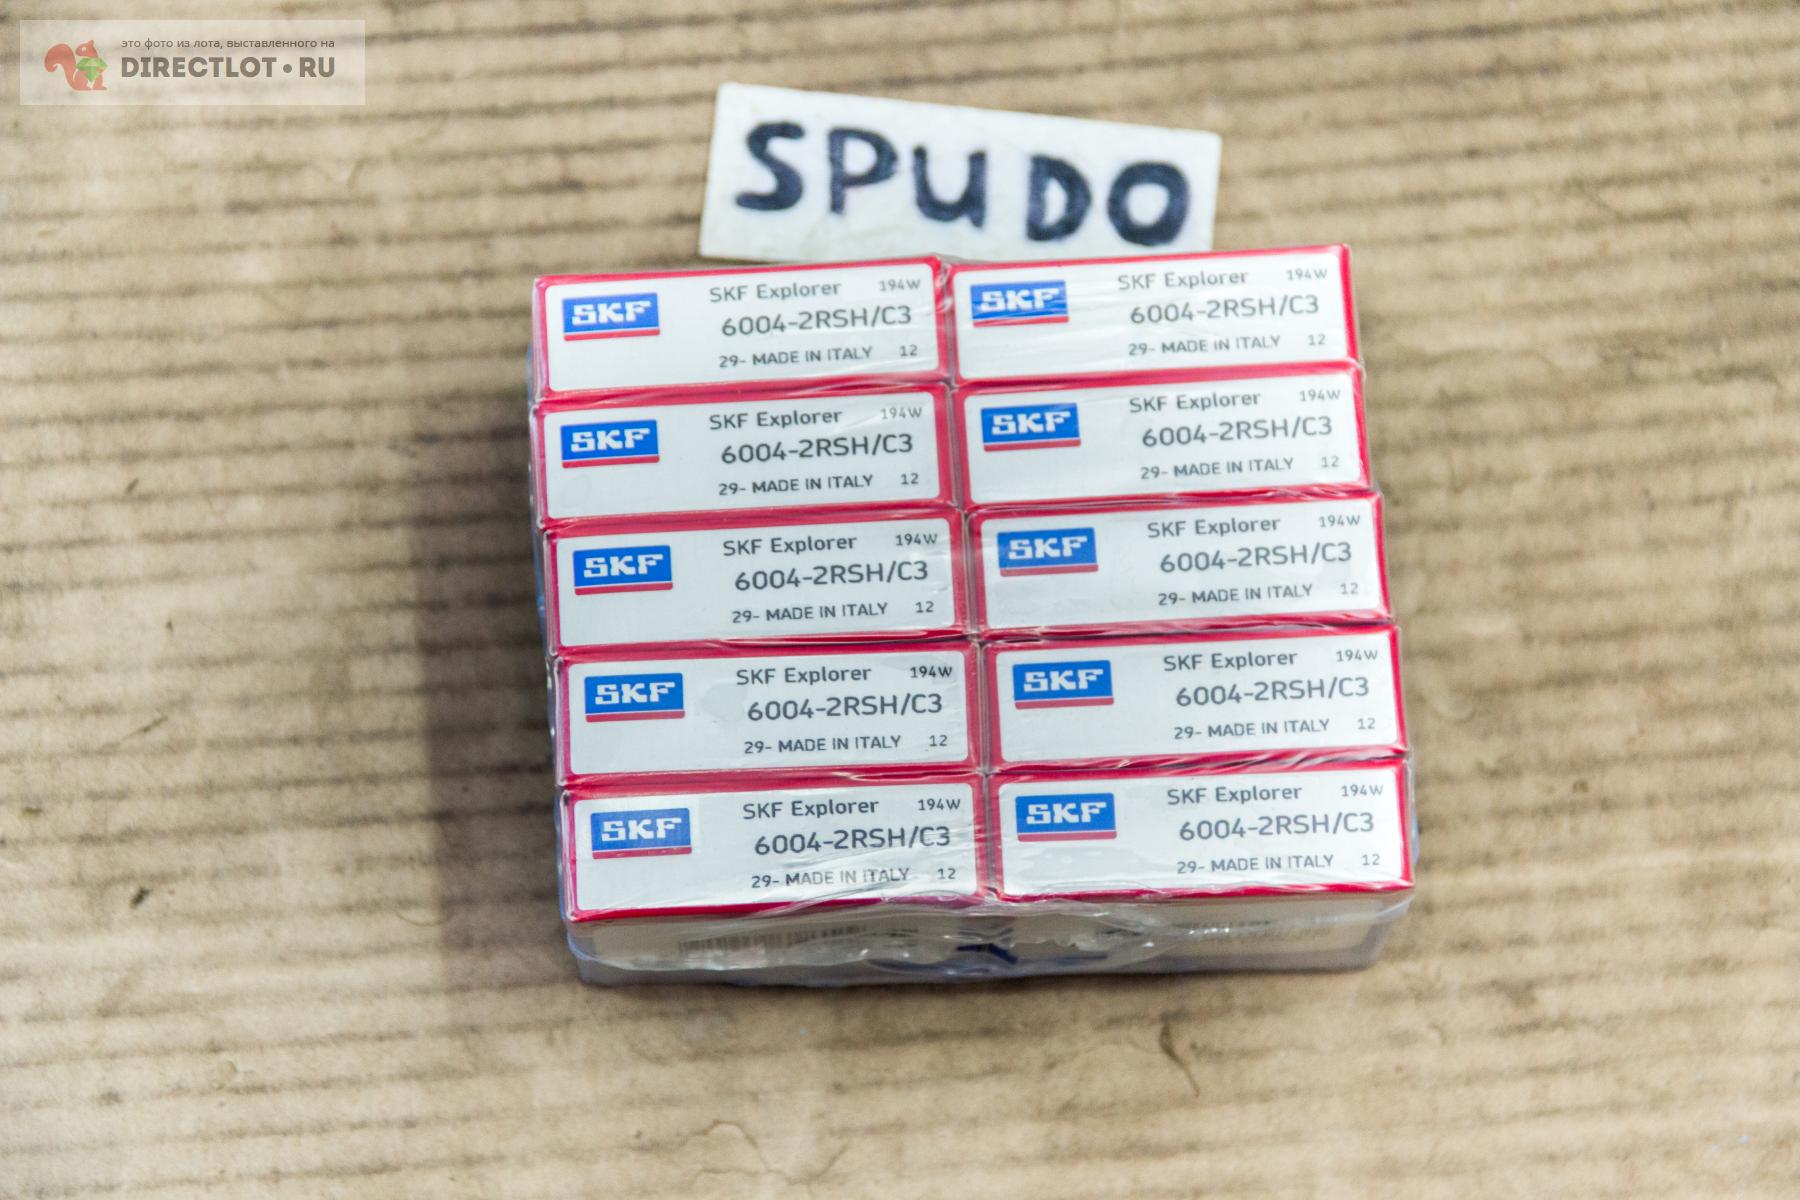 это фото из лота, выставленного на
DIRECTLOT•RU
SPUDO
SKF
SKF Explorer 194W
6004-2RSH/C3
29- MADE IN ITALY 12
SKF
SKF Explorer 194W
6004-2RSH/C3
29- MADE IN ITALY 12
SKF
SKF Explorer 194W
6004-2RSH/C3
29- MADE IN ITALY 12
SKF
SKF Explorer 194W
6004-2RSH/C3
29- MADE IN ITALY 12
SKF
SKF Explorer 194W
6004-2RSH/C3
29- MADE IN ITALY 12
SKF
SKF Explorer 194W
6004-2RSH/C3
29- MADE IN ITALY 12
SKF
SKF Explorer 194W
6004-2RSH/C3
29- MADE IN ITALY 12
SKF
SKF Explorer 194W
6004-2RSH/C3
29- MADE IN ITALY 12
SKF
SKF Explorer 194W
6004-2RSH/C3
29- MADE IN ITALY 12
SKF
SKF Explorer 194W
6004-2RSH/C3
29- MADE IN ITALY 12